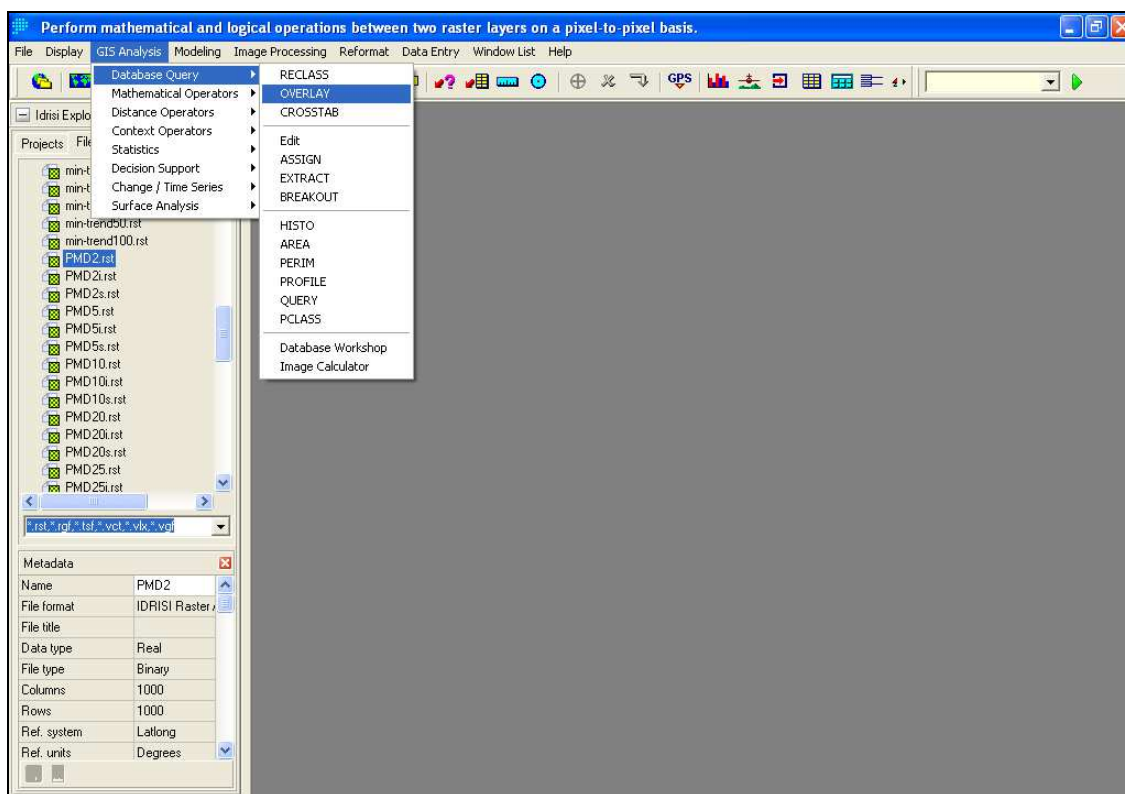 Perform mathematical and logical operations between two raster layers on a pixel-to-pixel basis.
File Display GIS Analysis Modeling Image Processing Reformat Data Entry Window List Help
GPS
Database Query
Mathematical Operators
Distance Operators
Context Operators
Statistics
Decision Support
Change / Time Series
Surface Analysis
RECLASS
OVERLAY
CROSSTAB
Edit
ASSIGN
EXTRACT
BREAKOUT
HISTO
AREA
PERIM
PROFILE
QUERY
PCLASS
Database Workshop
Image Calculator
Idrisi Explo
Projects File
min-t
min-t
min-t
min-trend50.rst
min-trend100.rst
PMD2.rst
PMD2i.rst
PMD2s.rst
PMD5.rst
PMD5i.rst
PMD5s.rst
PMD10.rst
PMD10i.rst
PMD10s.rst
PMD20.rst
PMD20i.rst
PMD20s.rst
PMD25.rst
PMD25i.rst
*.rst,*.rgf,*.tsf,*.vct,*.vlx,*.vgf
Metadata
Name PMD2
File format IDRISI Raster
File title
Data type Real
File type Binary
Columns 1000
Rows 1000
Ref. system Latlong
Ref. units Degrees